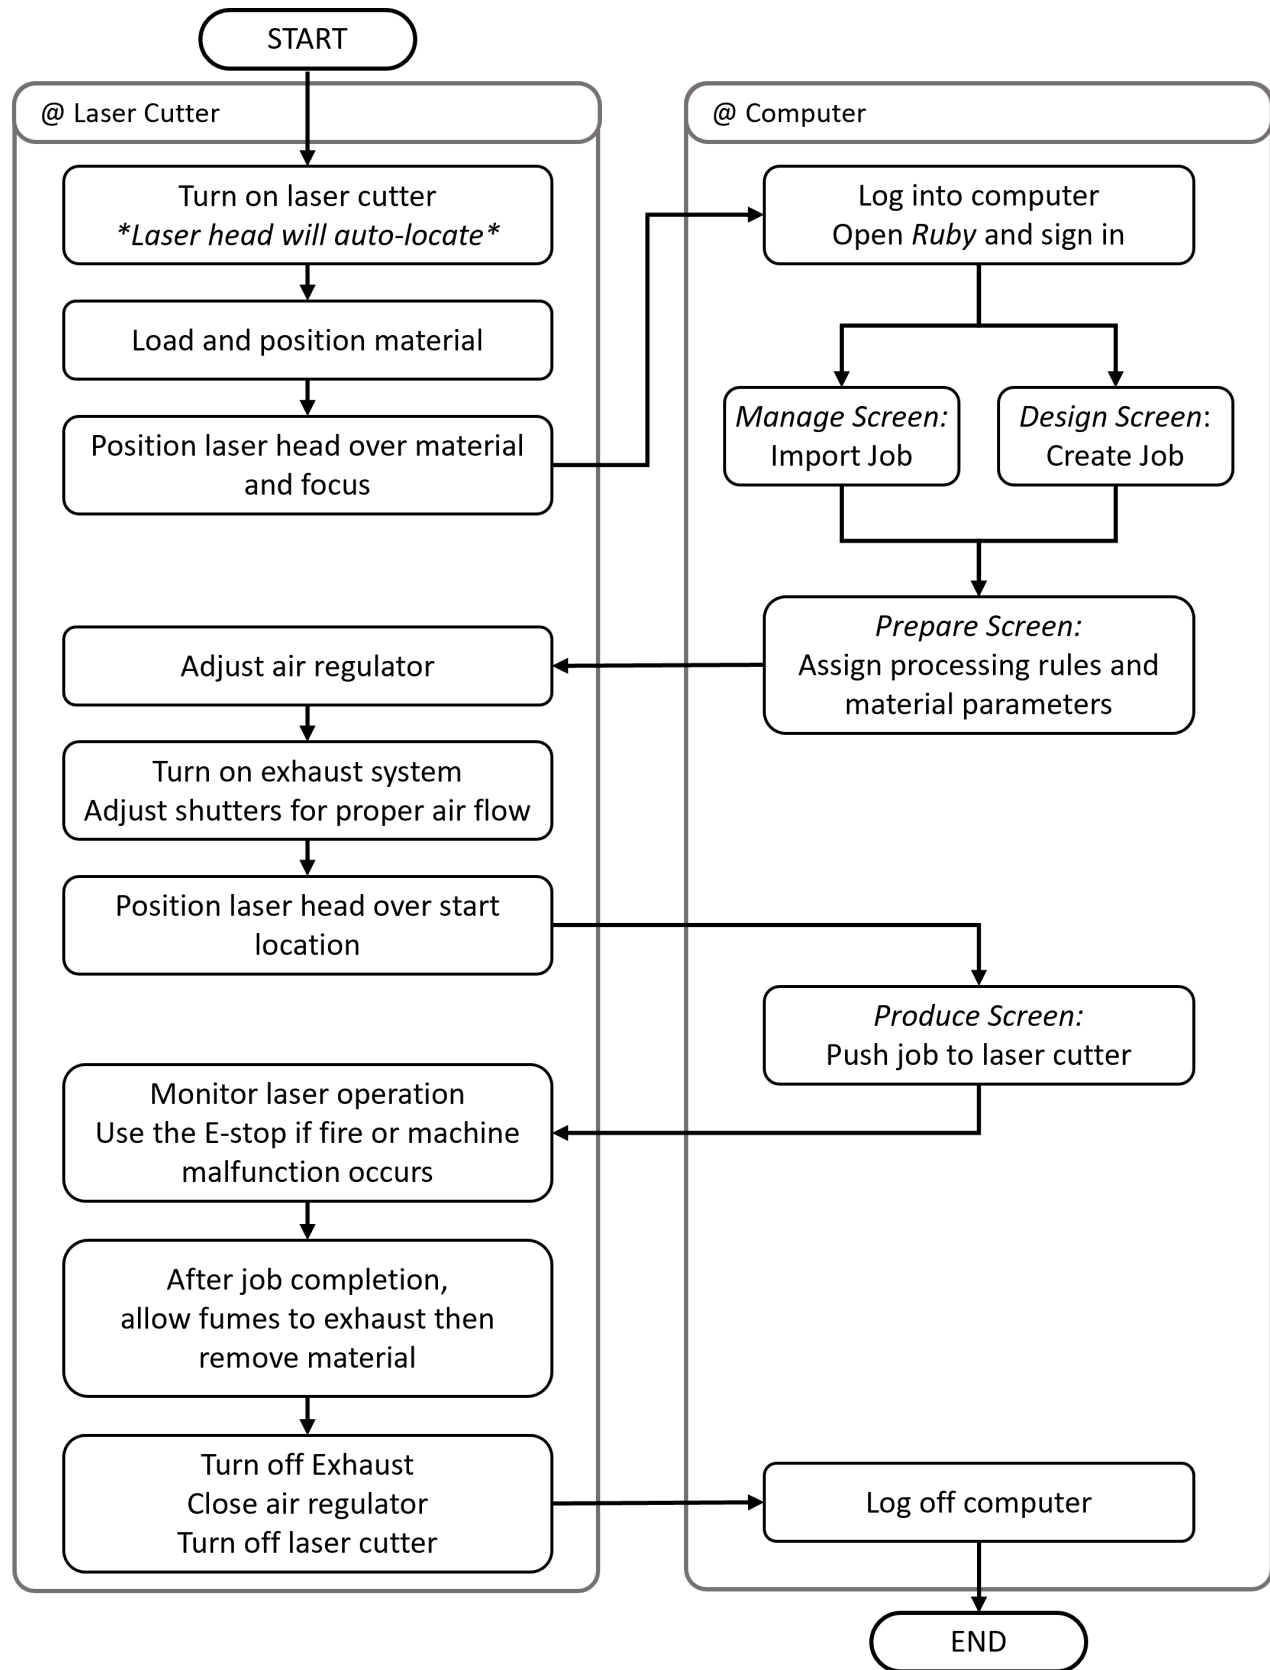 START
@ Laser Cutter
Turn on laser cutter
*Laser head will auto-locate*
Load and position material
Position laser head over material
and focus
@ Computer
Log into computer
Open Ruby and sign in
Manage Screen:
Import Job
Design Screen:
Create Job
Prepare Screen:
Assign processing rules and
material parameters
Adjust air regulator
Turn on exhaust system
Adjust shutters for proper air flow
Position laser head over start
location
Produce Screen:
Push job to laser cutter
Monitor laser operation
Use the E-stop if fire or machine
malfunction occurs
After job completion,
allow fumes to exhaust then
remove material
Turn off Exhaust
Close air regulator
Turn off laser cutter
Log off computer
END